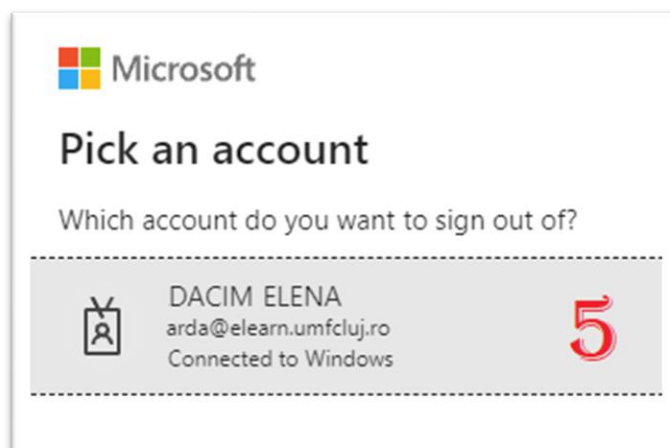 Microsoft
Pick an account
Which account do you want to sign out of?
DACIM ELENA
arda@elearn.umfcluj.ro
Connected to Windows
5